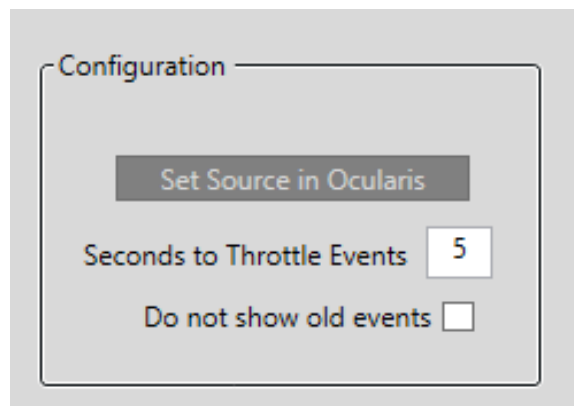 Configuration
Set Source in Ocularis
Seconds to Throttle Events 5
Do not show old events